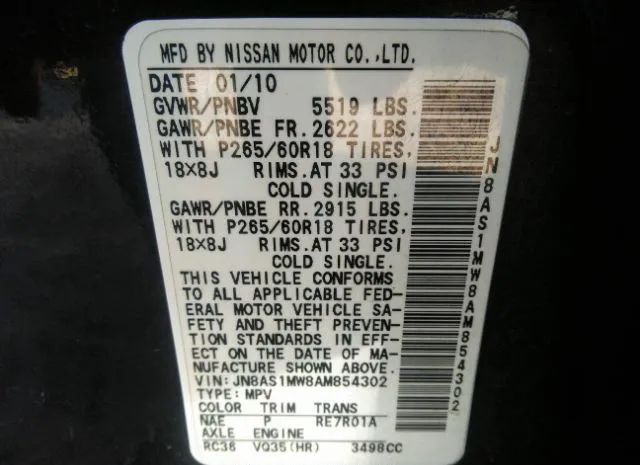 MFD BY NISSAN MOTOR CO.,LTD.
DATE 01/10
GVWR/PNBV 5519 LBS.
GAWR/PNBE FR. 2622 LBS.
WITH P265/60R18 TIRES,
18×8J RIMS. AT 33 PSI
COLD SINGLE.
GAWR/PNBE RR. 2915 LBS.
WITH P265/60R18 TIRES,
18×8J RIMS. AT 33 PSI
COLD SINGLE.
THIS VEHICLE CONFORMS
TO ALL APPLICABLE FED-
ERAL MOTOR VEHICLE SA-
FETY AND THEFT PREVEN-
TION STANDARDS IN EFF-
ECT ON THE DATE OF MA-
NUFACTURE SHOWN ABOVE.
VIN: JN8AS1MW8AM854302
TYPE: MPV
COLOR TRIM TRANS
NAE P RE7R01A
AXLE ENGINE
RC36 VQ35(HR) 3498CC
JN8AS1MW8AM854302